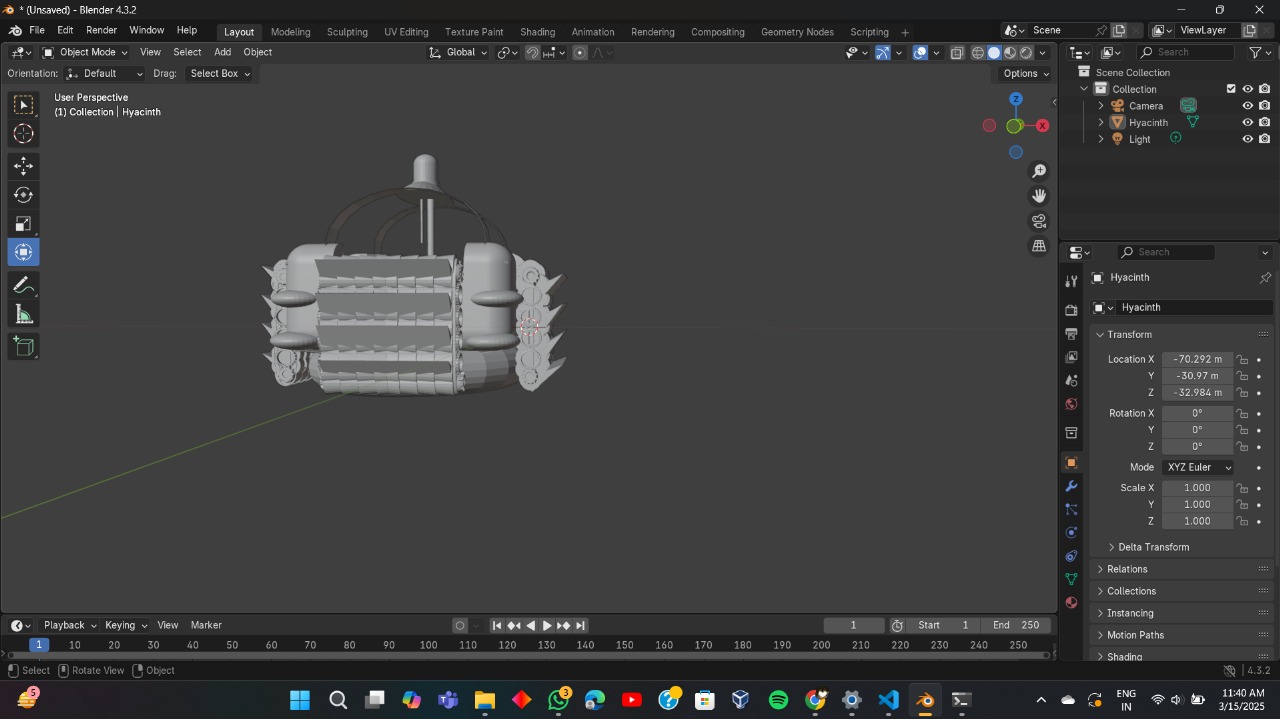 * (Unsaved) - Blender 4.3.2
File Edit Render Window Help Layout Modeling Sculpting UV Editing Texture Paint Shading Animation Rendering Compositing Geometry Nodes Scripting + Scene ViewLayer
Object Mode View Select Add Object Global Search
Orientation: Default Drag: Select Box Options
Scene Collection
Collection
Camera
Hyacinth
Light
User Perspective
(1) Collection | Hyacinth
Z
X
Search
Hyacinth
Hyacinth
Transform
Location X -70.292 m
Y -30.97 m
Z -32.984 m
Rotation X 0°
Y 0°
Z 0°
Mode XYZ Euler
Scale X 1.000
Y 1.000
Z 1.000
Delta Transform
Relations
Collections
Instancing
Motion Paths
Shading
Playback Keying View Marker 1 Start 1 End 250
1 10 20 30 40 50 60 70 80 90 100 110 120 130 140 150 160 170 180 190 200 210 220 230 240 250
Select Rotate View Object 4.3.2
5
3
ENG
IN
11:40 AM
3/15/2025